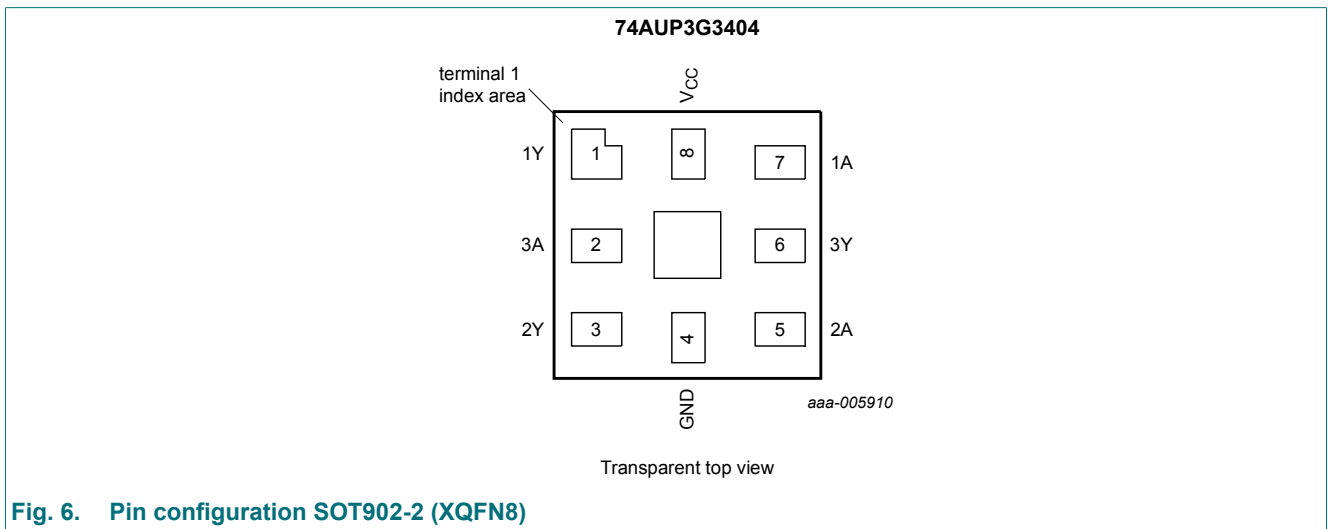 74AUP3G3404
terminal 1
index area
VCC
1Y 1 8 7 1A
3A 2 6 3Y
2Y 3 4 5 2A
GND
aaa-005910
Transparent top view
Fig. 6. Pin configuration SOT902-2 (XQFN8)